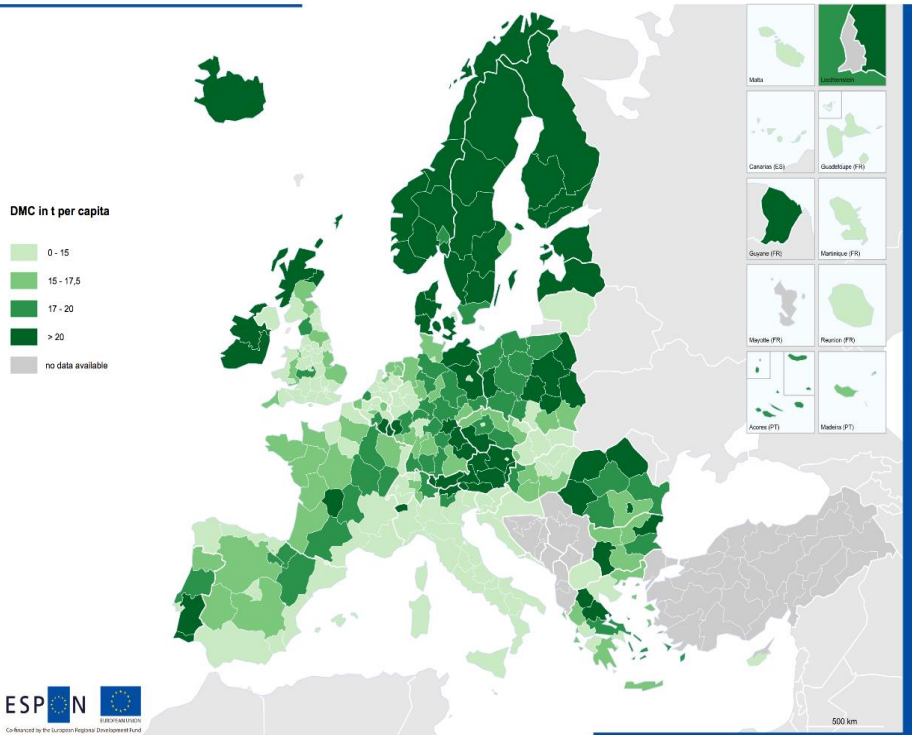 DMC in t per capita
0 - 15
15 - 17,5
17 - 20
> 20
no data available
Malta
Liechtenstein
Canarias (ES)
Guadeloupe (FR)
Guyane (FR)
Martinique (FR)
Mayotte (FR)
Reunion (FR)
Acores (PT)
Madeira (PT)
500 km
ESPON
EUROPEAN UNION
Co-financed by the European Regional Development Fund